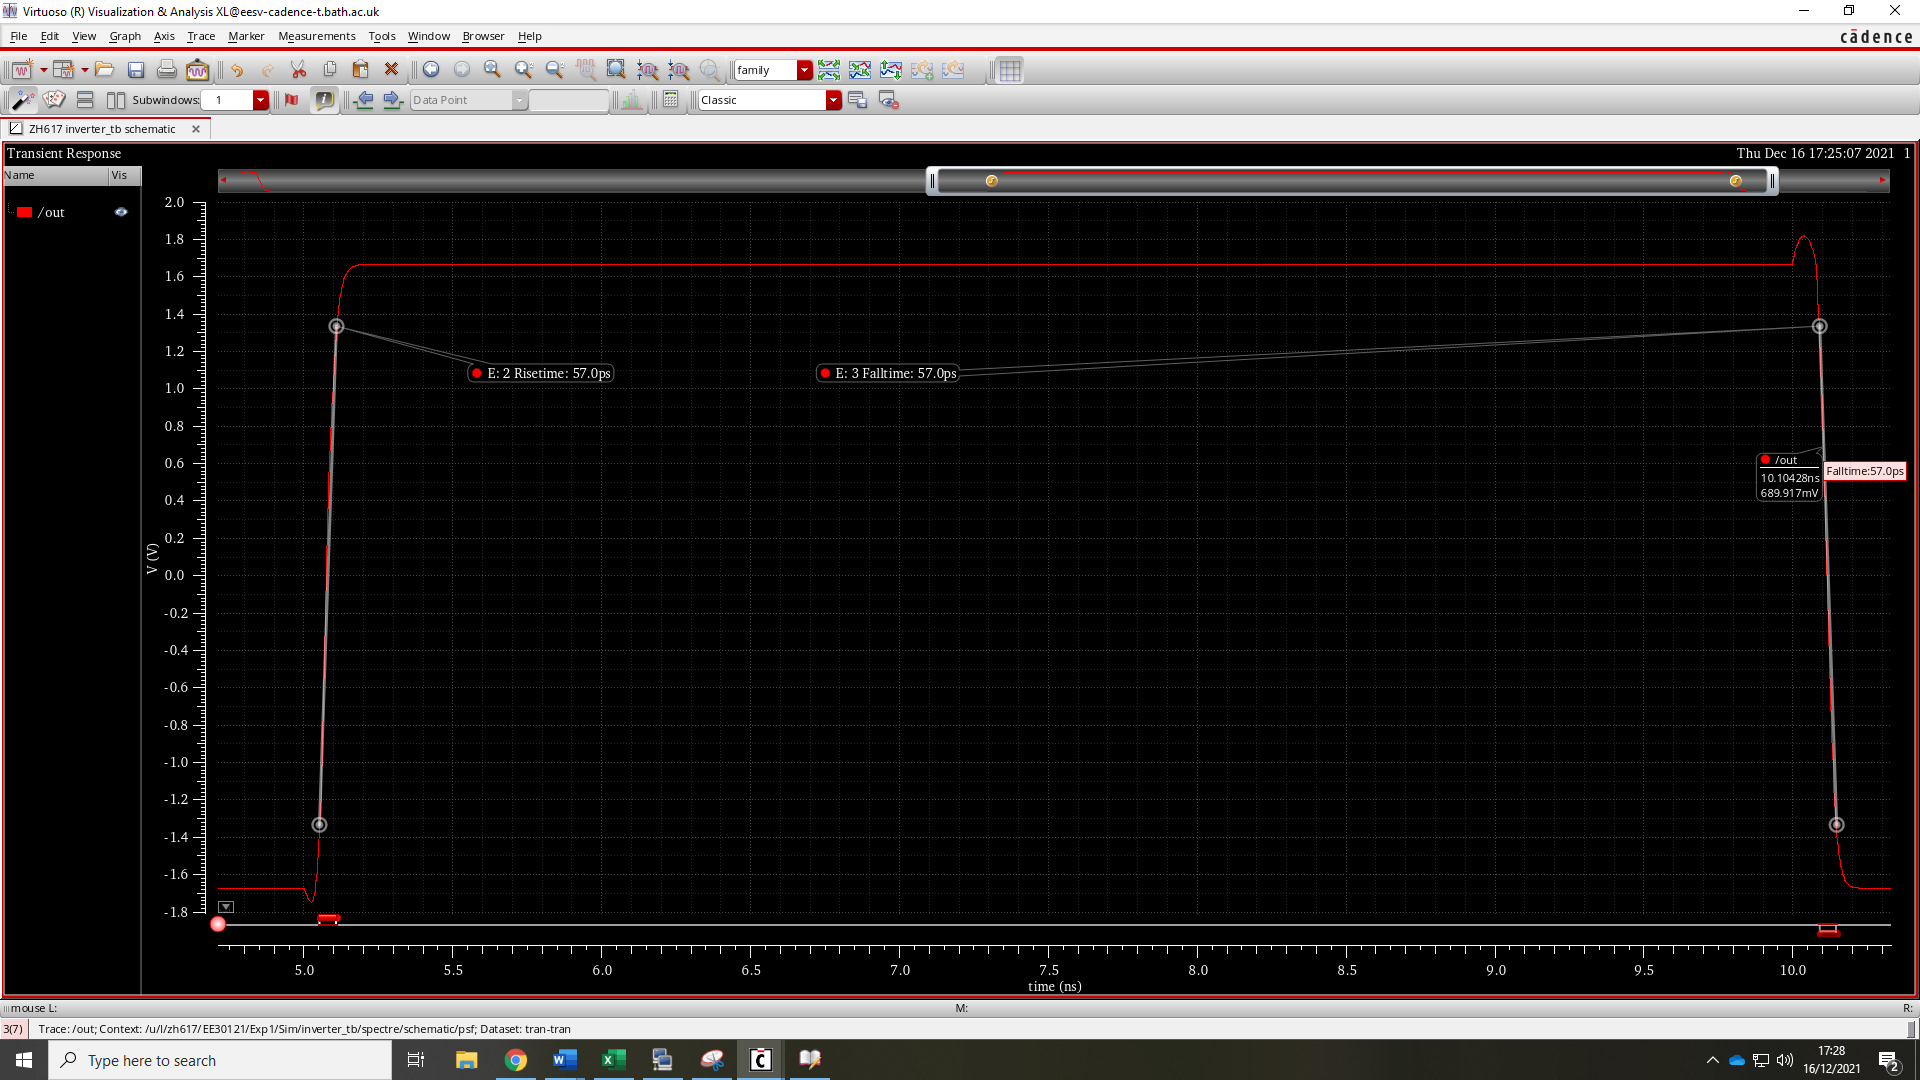 Virtuoso (R) Visualization & Analysis XL@eesv-cadence-t.bath.ac.uk
File Edit View Graph Axis Trace Marker Measurements Tools Window Browser Help
cādence
family
Subwindows: 1
Data Point
Classic
ZH617 inverter_tb schematic
Transient Response
Thu Dec 16 17:25:07 2021 1
Name Vis
/out
2.0
1.8
1.6
1.4
1.2
1.0
0.8
0.6
0.4
0.2
0.0
-0.2
-0.4
-0.6
-0.8
-1.0
-1.2
-1.4
-1.6
-1.8
V (V)
E: 2 Risetime: 57.0ps
E: 3 Falltime: 57.0ps
/out
10.10428ns
689.917mV
Falltime:57.0ps
5.0 5.5 6.0 6.5 7.0 7.5 8.0 8.5 9.0 9.5 10.0
time (ns)
mouse L: M: R:
3(7) Trace: /out; Context: /u/l/zh617/EE30121/Exp1/Sim/inverter_tb/spectre/schematic/psf; Dataset: tran-tran
Type here to search
17:28
16/12/2021
2